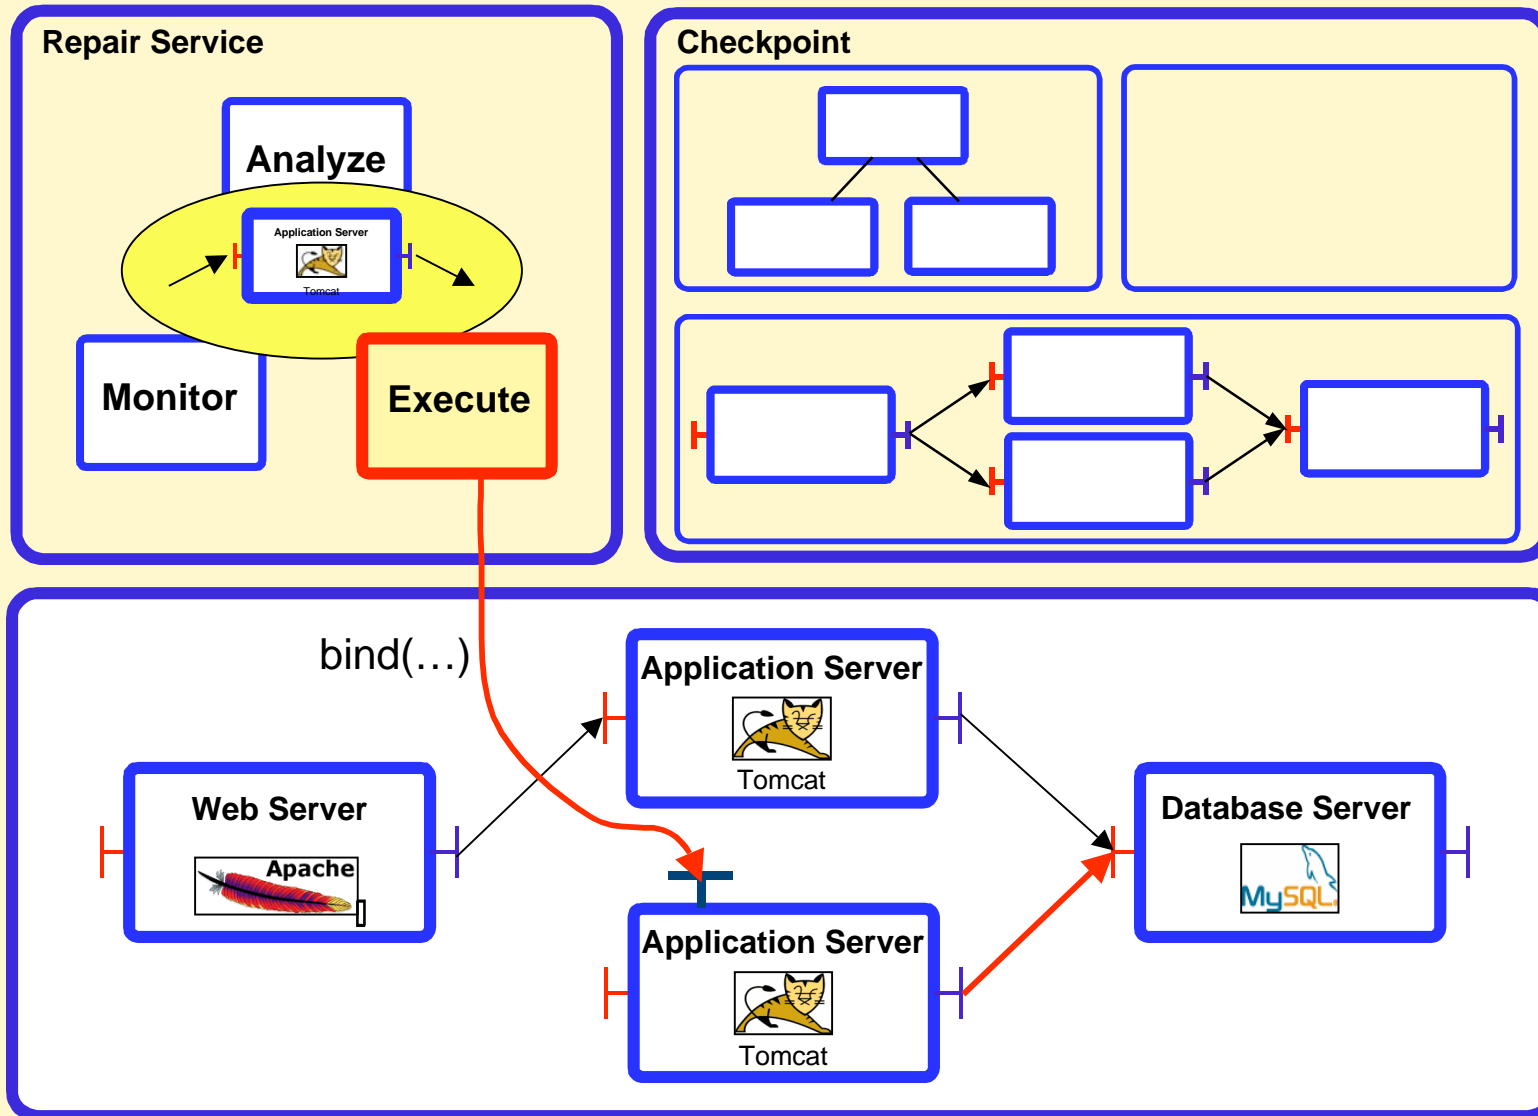 Repair Service
Analyze
Application Server
Tomcat
Monitor
Execute
Checkpoint
bind(...)
Application Server
Tomcat
Web Server
Apache
Database Server
MySQL
Application Server
Tomcat